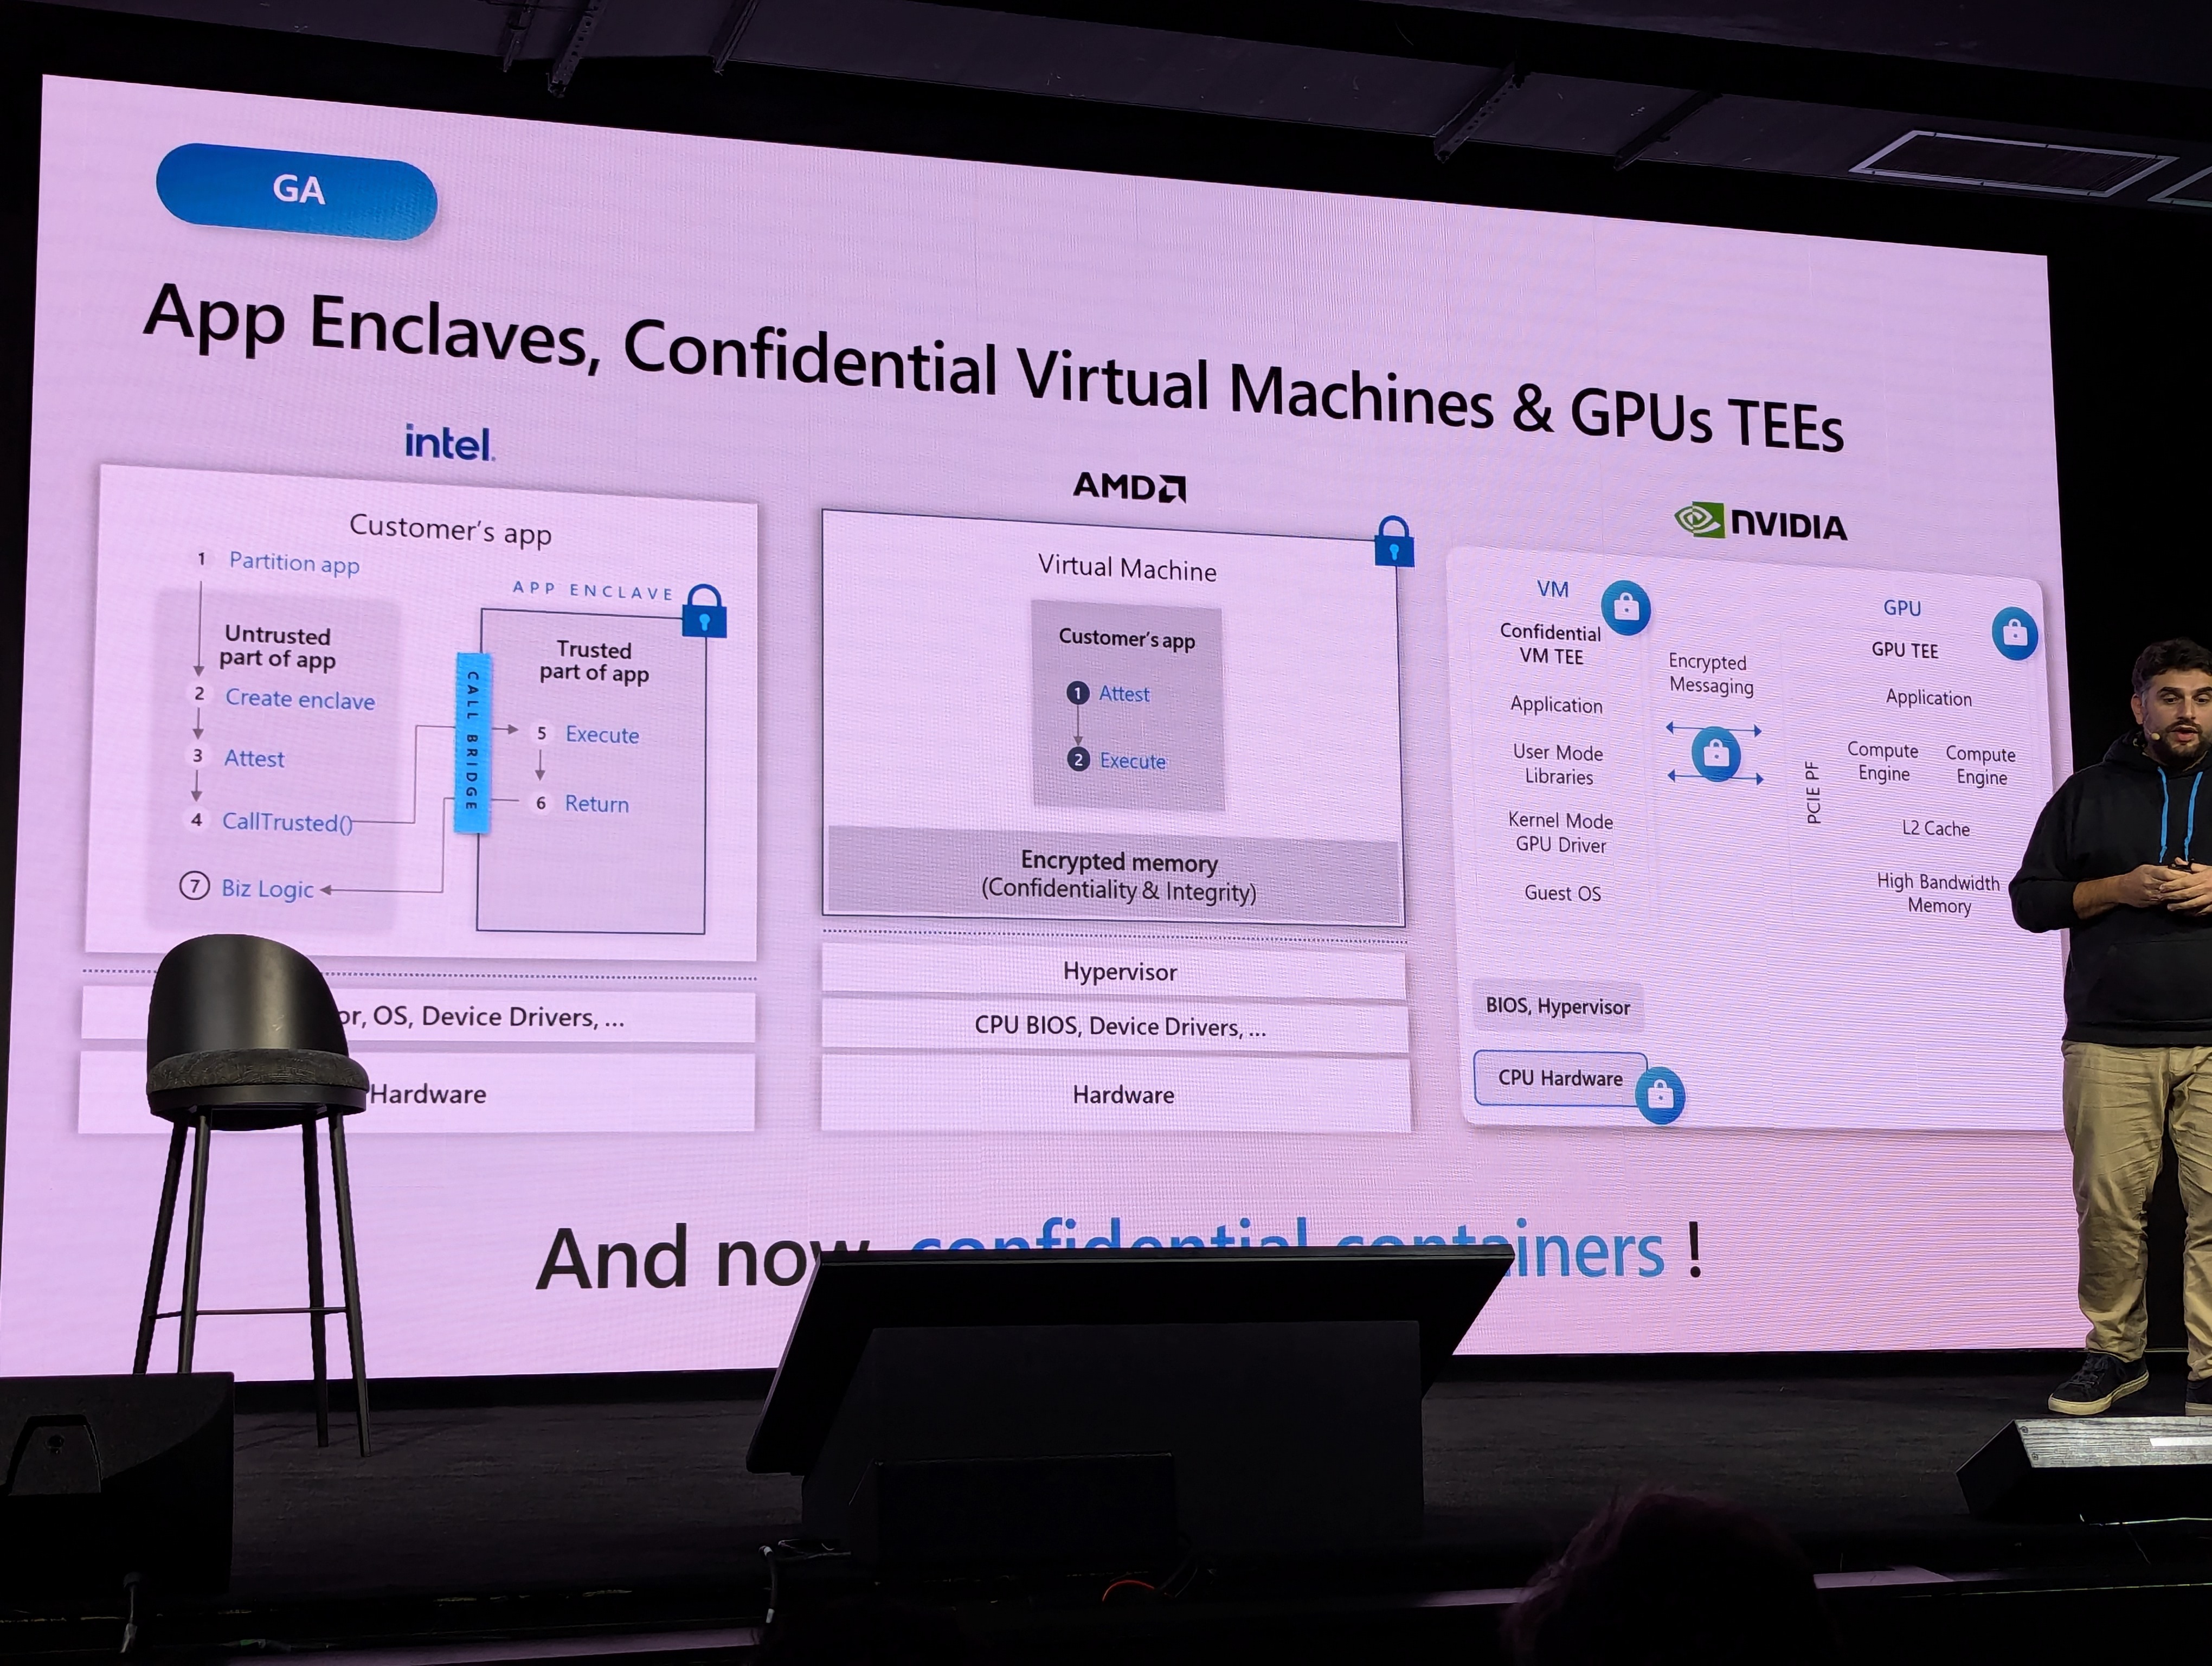 GA
App Enclaves, Confidential Virtual Machines & GPUs TEEs
intel.
Customer's app
1 Partition app
APP ENCLAVE
Untrusted
part of app
2 Create enclave
3 Attest
4 CallTrusted()
7 Biz Logic
CALL BRIDGE
Trusted
part of app
5 Execute
6 Return
OS, Device Drivers, ...
Hardware
AMD
Virtual Machine
Customer's app
1 Attest
2 Execute
Encrypted memory
(Confidentiality & Integrity)
Hypervisor
CPU BIOS, Device Drivers, ...
Hardware
NVIDIA
VM
Confidential
VM TEE
Application
User Mode
Libraries
Kernel Mode
GPU Driver
Guest OS
BIOS, Hypervisor
CPU Hardware
Encrypted
Messaging
PCIE PF
GPU
GPU TEE
Application
Compute
Engine
Compute
Engine
L2 Cache
High Bandwidth
Memory
And now, confidential containers !